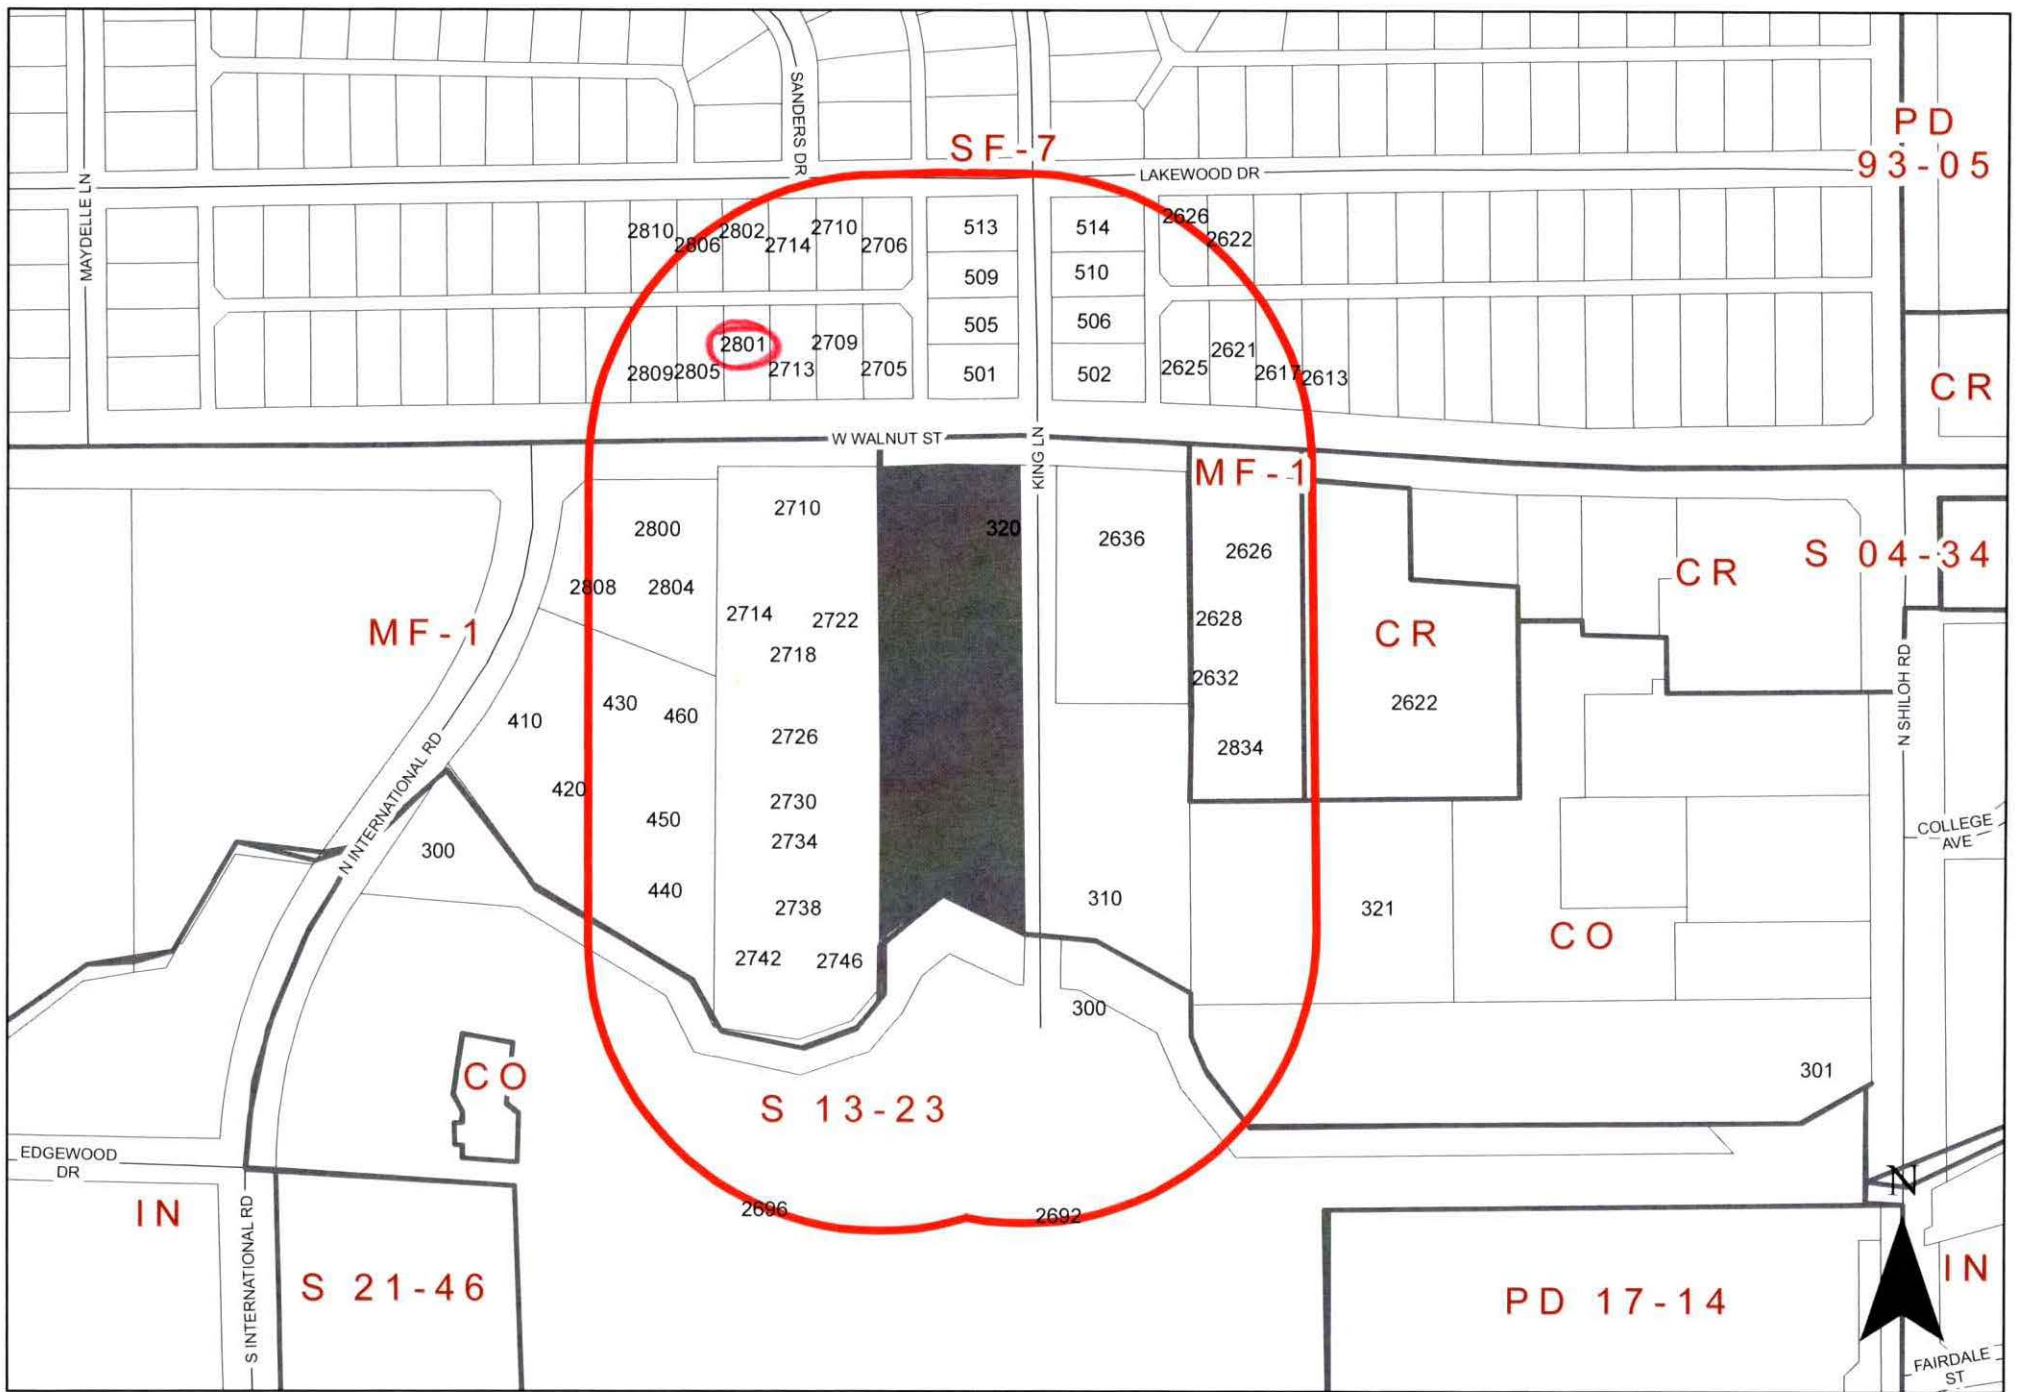 SANDERS DR
SF-7
PD
93-05
MAYDELLE LN
LAKEWOOD DR
2810
2806
2802
2714
2710
2706
513
514
2626
2622
509
510
505
506
2809
2805
2801
2713
2709
2705
501
502
2625
2621
2617
2613
CR
W WALNUT ST
KING LN
MF-1
2800
2710
320
2636
2626
CR
S 04-34
2808
2804
MF-1
2714
2722
2628
CR
2718
2632
2622
N SHILOH RD
410
430
460
2726
2834
N INTERNATIONAL RD
420
450
2730
2734
COLLEGE
AVE
300
440
2738
310
321
CO
2742
2746
300
CO
S 13-23
301
EDGEWOOD
DR
IN
S INTERNATIONAL RD
2696
2692
N
S 21-46
PD 17-14
IN
FAIRDALE
ST